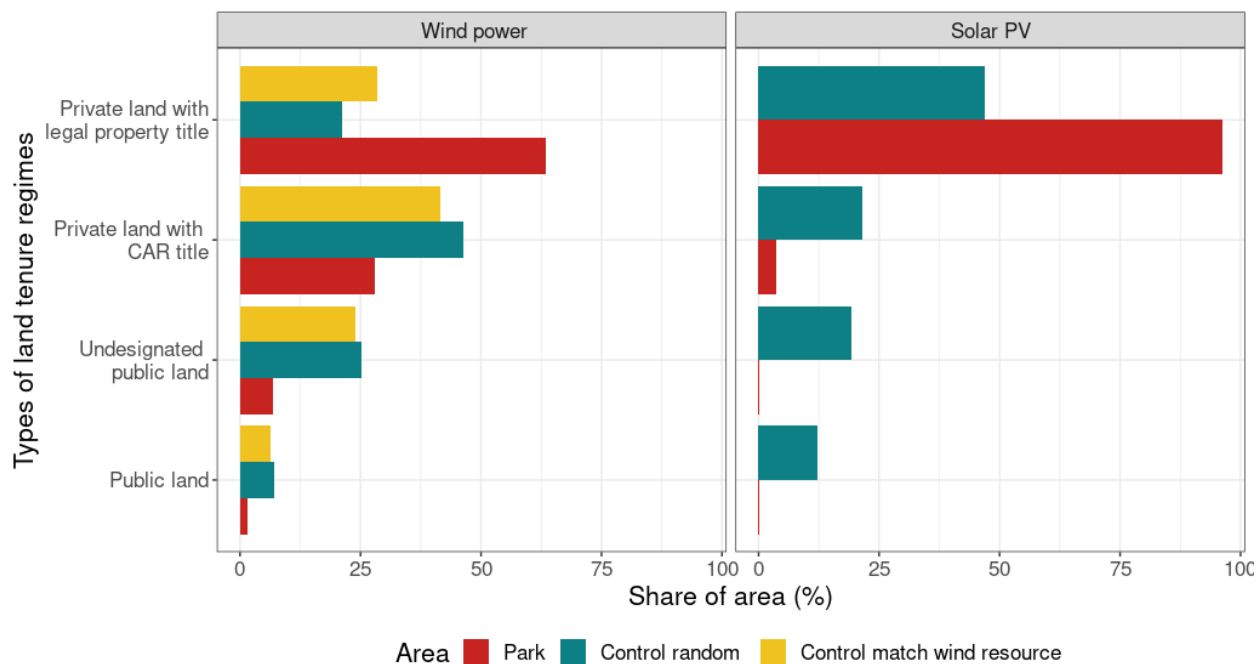 Wind power
Solar PV
Types of land tenure regimes
Private land with
legal property title
Private land with
CAR title
Undesignated
public land
Public land
0 25 50 75 100
0 25 50 75 100
Share of area (%)
Area Park Control random Control match wind resource